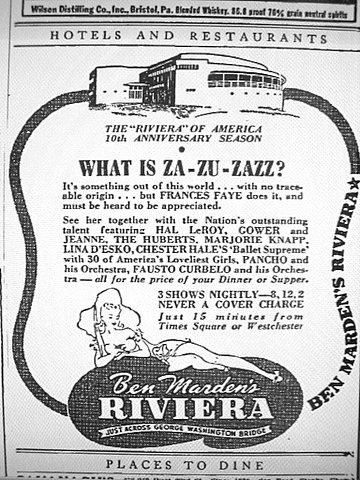 Wilson Distilling Co., Inc., Bristol, Pa. Blended Whiskey. 86.8 proof 70% grain neutral spirits
HOTELS AND RESTAURANTS
THE "RIVIERA" OF AMERICA
10th ANNIVERSARY SEASON
WHAT IS ZA-ZU-ZAZZ?
It's something out of this world . . . with no trace-
able origin . . . but FRANCES FAYE does it, and
must be heard to be appreciated.
See her together with the Nation's outstanding
talent featuring HAL LeROY, GOWER and
JEANNE, THE HUBERTS, MARJORIE KNAPP,
LINA D'ESKO, CHESTER HALE'S 'Ballet Supreme'
with 30 of America's Loveliest Girls, PANCHO and
his Orchestra, FAUSTO CURBELO and his Orches-
tra — all for the price of your Dinner or Supper.
3 SHOWS NIGHTLY—8, 12, 2
NEVER A COVER CHARGE
Just 15 minutes from
Times Square or Westchester
BEN MARDEN'S RIVIERA★
Ben Marden's
RIVIERA
JUST ACROSS GEORGE WASHINGTON BRIDGE
PLACES TO DINE